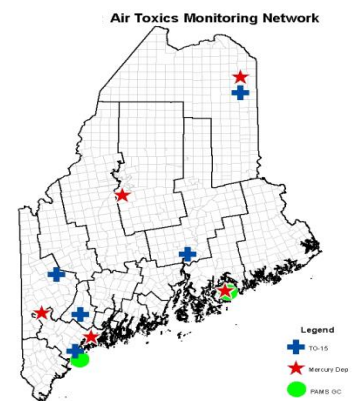 Air Toxics Monitoring Network
Legend
TO-15
Mercury Dep
PAMS GC